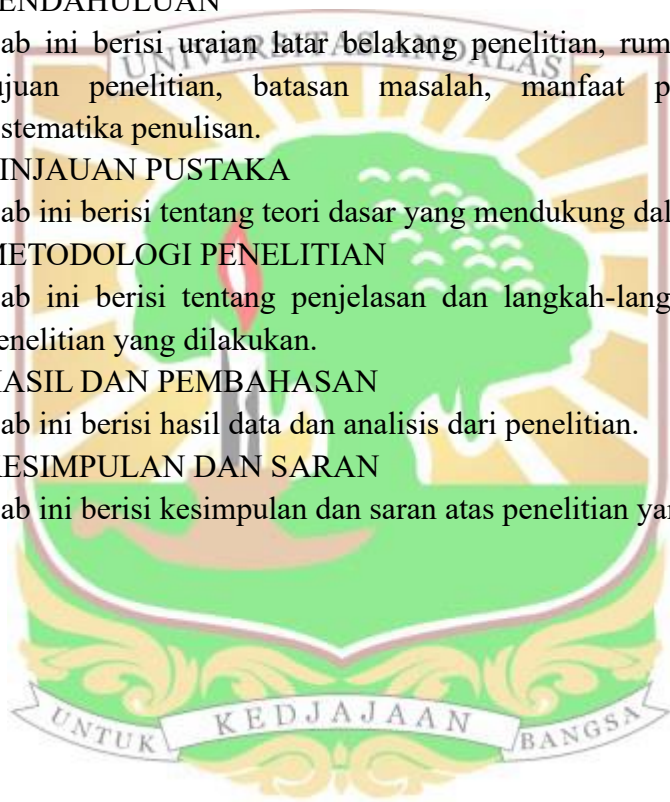 ENDAHULUAN
ab ini berisi uraian latar belakang penelitian, rum
ujuan penelitian, batasan masalah, manfaat p
stematika penulisan.
INJAUAN PUSTAKA
ab ini berisi tentang teori dasar yang mendukung dal
METODOLOGI PENELITIAN
ab ini berisi tentang penjelasan dan langkah-lang
enelitian yang dilakukan.
HASIL DAN PEMBAHASAN
ab ini berisi hasil data dan analisis dari penelitian.
KESIMPULAN DAN SARAN
ab ini berisi kesimpulan dan saran atas penelitian yan
UNIVERSITAS ANDALAS
UNTUK KEDJAJAAN BANGSA